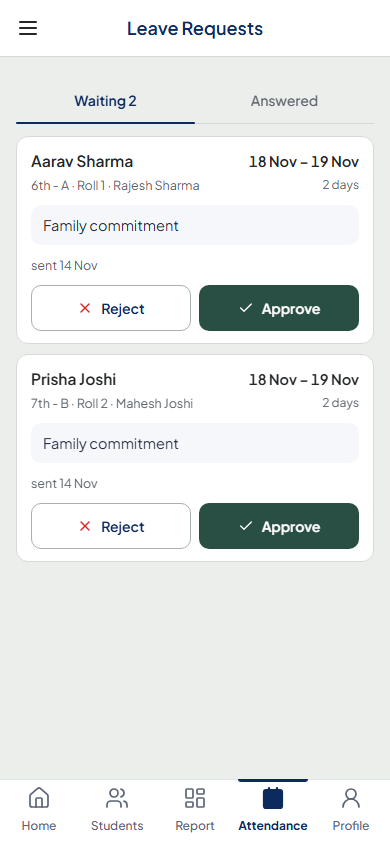 Leave Requests
Waiting 2
Answered
Aarav Sharma
18 Nov – 19 Nov
6th - A · Roll 1 · Rajesh Sharma
2 days
Family commitment
sent 14 Nov
Reject
Approve
Prisha Joshi
18 Nov – 19 Nov
7th - B · Roll 2 · Mahesh Joshi
2 days
Family commitment
sent 14 Nov
Reject
Approve
Home
Students
Report
Attendance
Profile